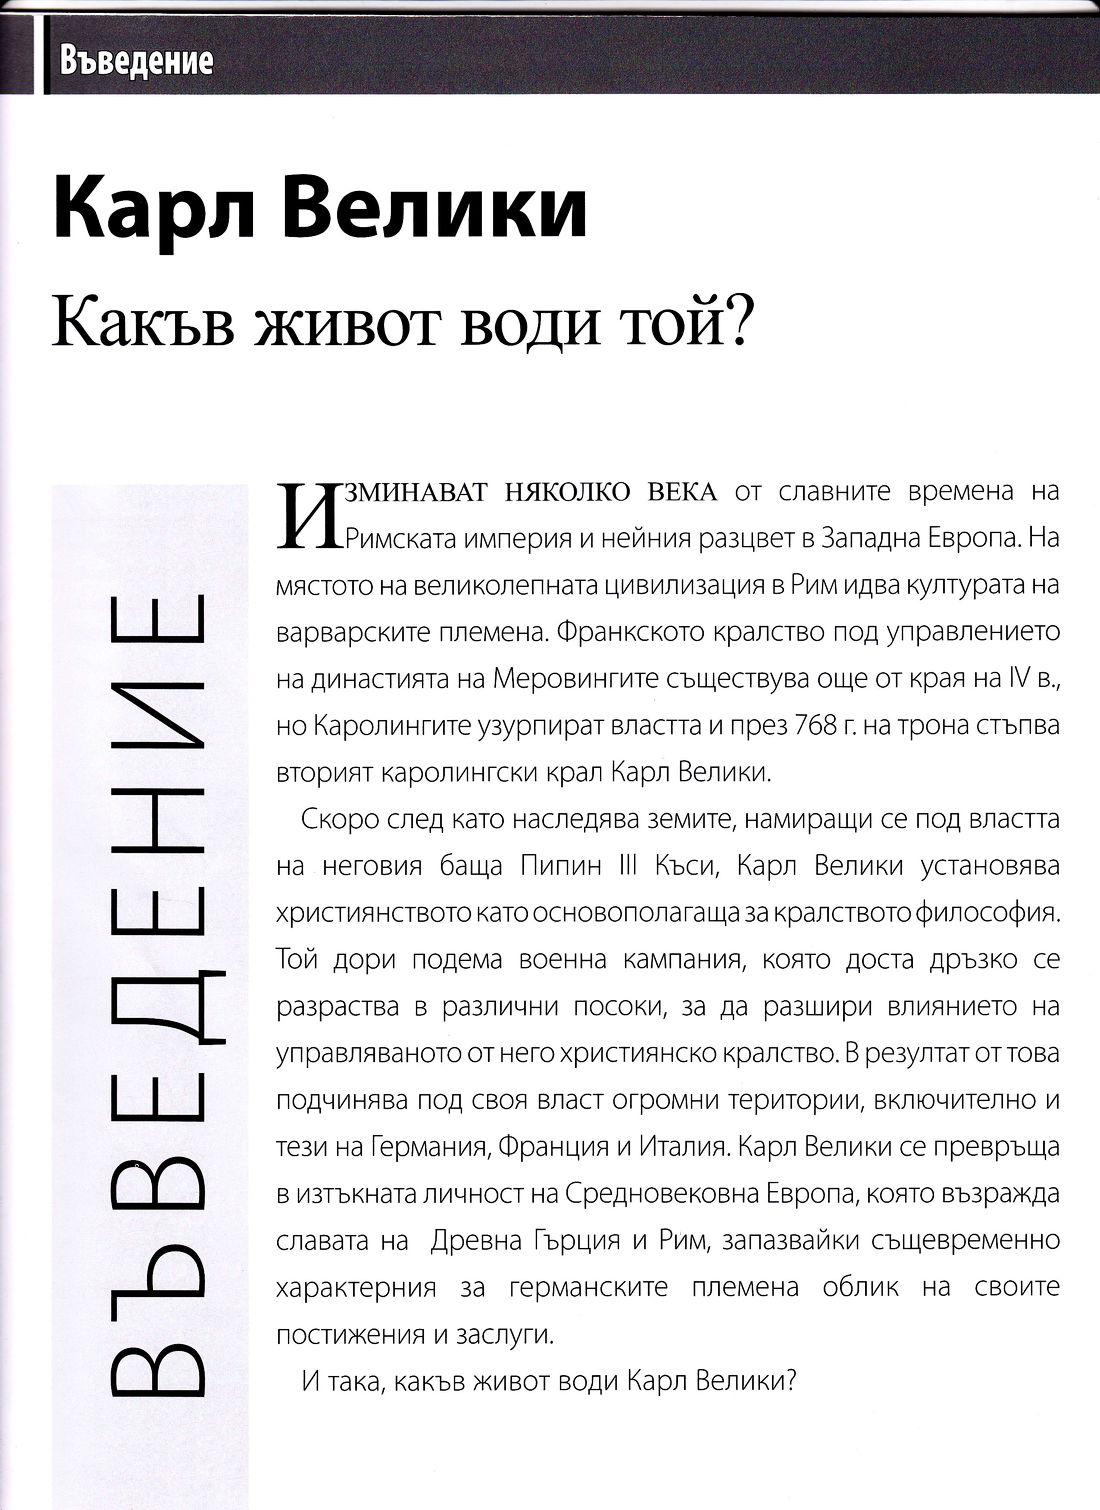 Въведение
Карл Велики
Какъв живот води той?
ВЪВЕДЕНИЕ
ИЗМИНАВАТ НЯКОЛКО ВЕКА от славните времена на
Римската империя и нейния разцвет в Западна Европа. На
мястото на великолепната цивилизация в Рим идва културата на
варварските племена. Франкското кралство под управлението
на династията на Меровингите съществува още от края на IV в.,
но Каролингите узурпират властта и през 768 г. на трона стъпва
вторият каролингски крал Карл Велики.
Скоро след като наследява земите, намиращи се под властта
на неговия баща Пипин III Къси, Карл Велики установява
християнството като основополагаща за кралството философия.
Той дори подема военна кампания, която доста дръзко се
разраства в различни посоки, за да разшири влиянието на
управляваното от него християнско кралство. В резултат от това
подчинява под своя власт огромни територии, включително и
тези на Германия, Франция и Италия. Карл Велики се превръща
в изтъкната личност на Средновековна Европа, която възражда
славата на Древна Гърция и Рим, запазвайки същевременно
характерния за германските племена облик на своите
постижения и заслуги.
И така, какъв живот води Карл Велики?